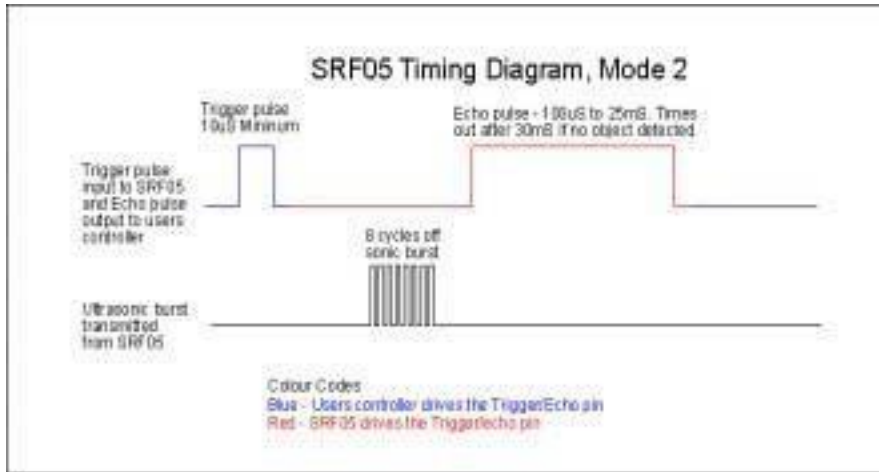 SRF05 Timing Diagram, Mode 2
Trigger pulse
10uS Minimum
Echo pulse - 100uS to 25mS. Times
out after 30mS if no object detected
Trigger pulse
input to SRF05
and Echo pulse
output to users
controller
8 cycles off
sonic burst
Ultrasonic burst
transmitted
from SRF05
Colour Codes
Blue - Users controller drives the Trigger/Echo pin
Red - SRF05 drives the Trigger/echo pin